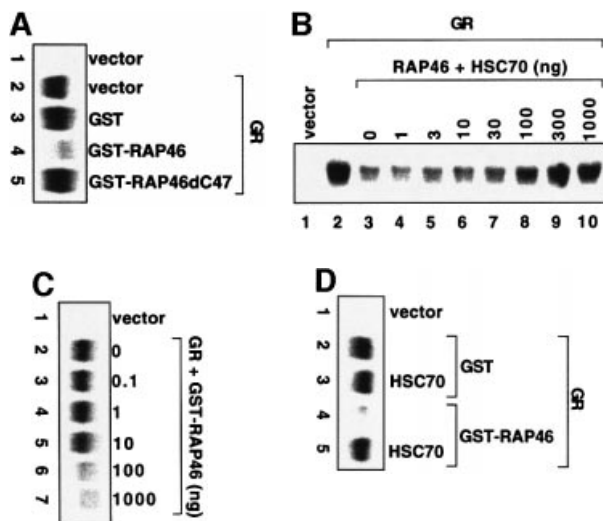 A
1 vector
2 vector
3 GST
4 GST-RAP46
5 GST-RAP46dC47
GR
B
GR
RAP46 + HSC70 (ng)
vector 0 1 3 10 30 100 300 1000
1 2 3 4 5 6 7 8 9 10
C
1 vector
2 0
3 0.1
4 1
5 10
6 100
7 1000
GR + GST-RAP46 (ng)
D
1 vector
2
3 HSC70
GST
4
5 HSC70
GST-RAP46
GR